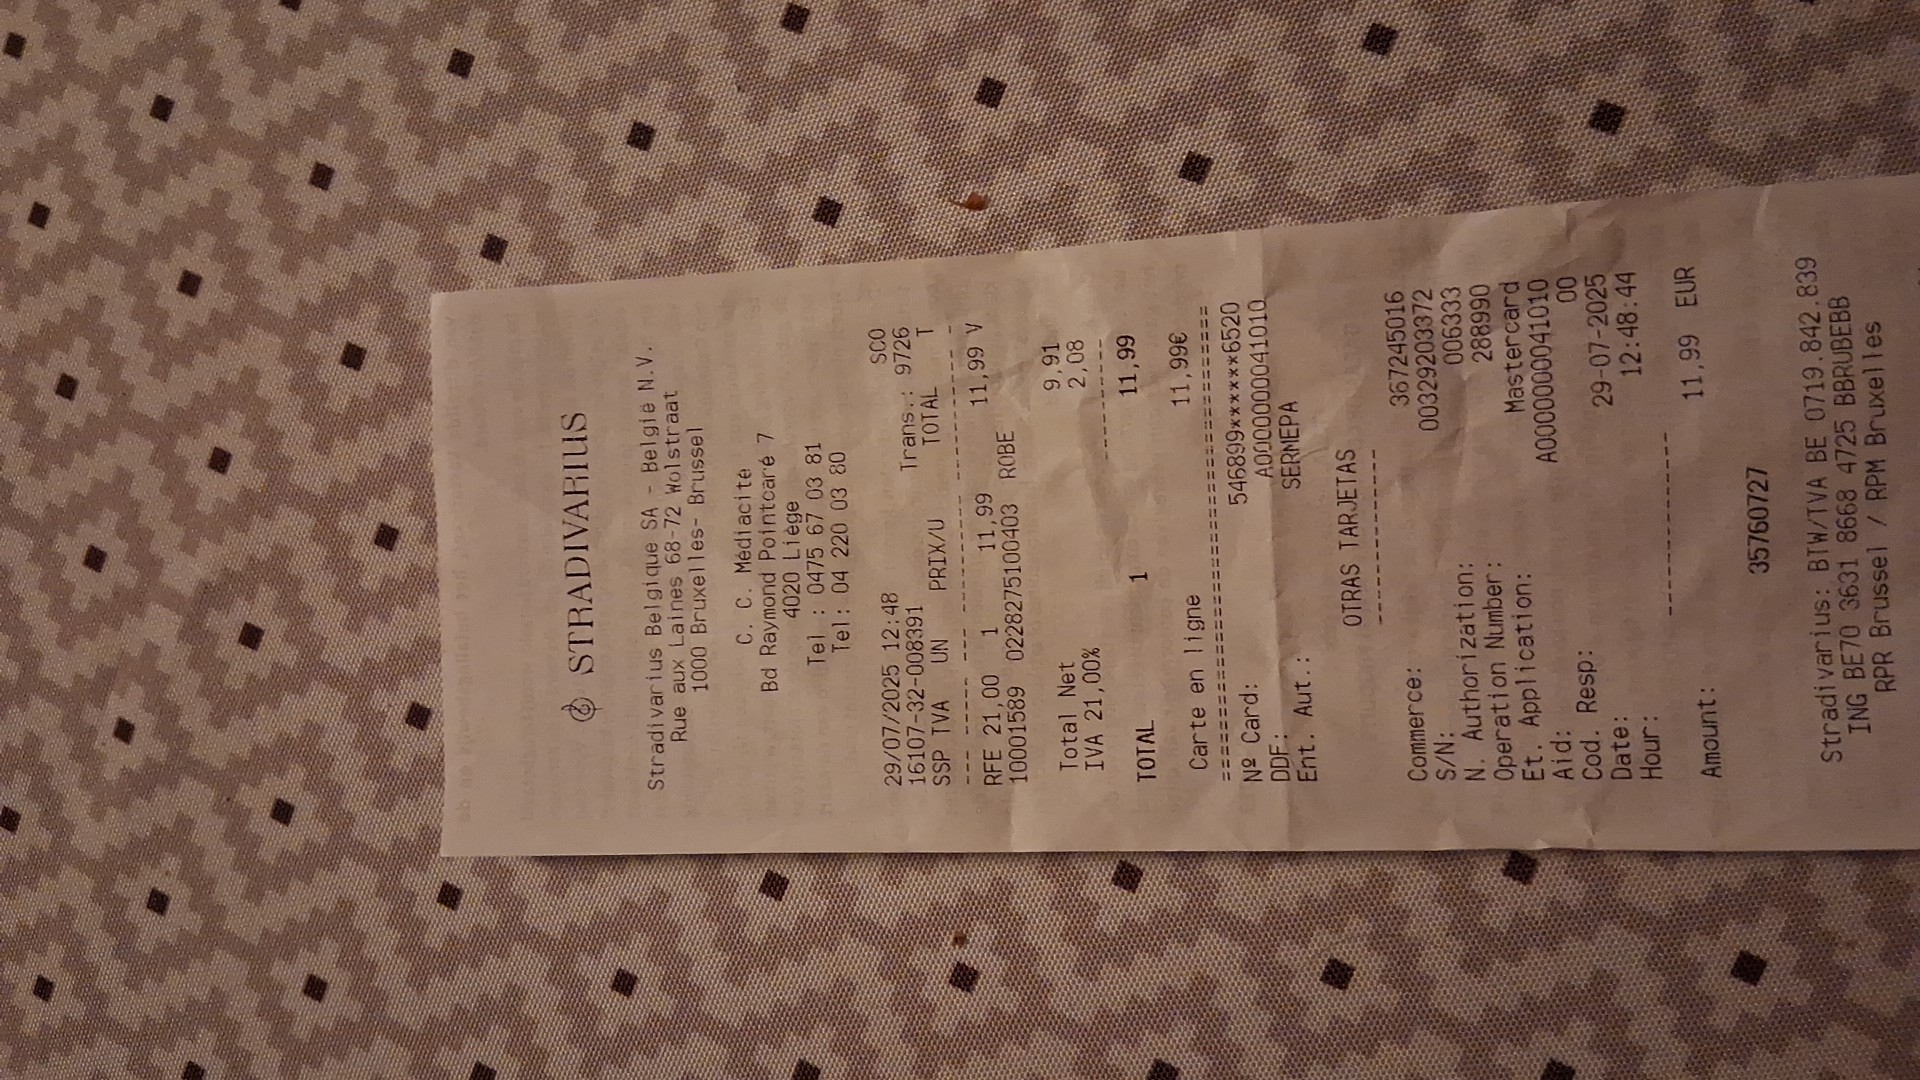 STRADIVARIUS
Stradivarius Belgique SA - België N.V.
Rue aux Laines 68-72 Wolstraat
1000 Bruxelles- Brussel
C. C. Médiacité
Bd Raymond Pointcaré 7
4020 Liège
Tel : 0475 67 03 81
Tel: 04 220 03 80
SCO
29/07/2025 12:48
16107-32-008391 Trans.: 9726
SSP TVA UN PRIX/U TOTAL T
--- ----- --- --------- --------- -
RFE 21,00 1 11,99 11,99 V
10001589 02282751004​03 ROBE
Total Net 9,91
IVA 21,00% 2,08
---------
TOTAL 1 11,99
Carte en ligne 11,99€
========================================
Nº Card: 546899*******6520
DDF: A0000000041010
Ent. Aut.: SERMEPA
OTRAS TARJETAS
--------------
Commerce: 367245016
S/N: 00329203372
N. Authorization: 006333
Operation Number: 288990
Et. Application: Mastercard
Aid: A0000000041010
Cod. Resp: 00
Date: 29-07-2025
Hour: 12:48:44
--------------
Amount: 11,99 EUR
35760727
Stradivarius: BTW/TVA BE 0719.842.839
ING BE70 3631 8668 4725 BBRUBEBB
RPR Brussel / RPM Bruxelles